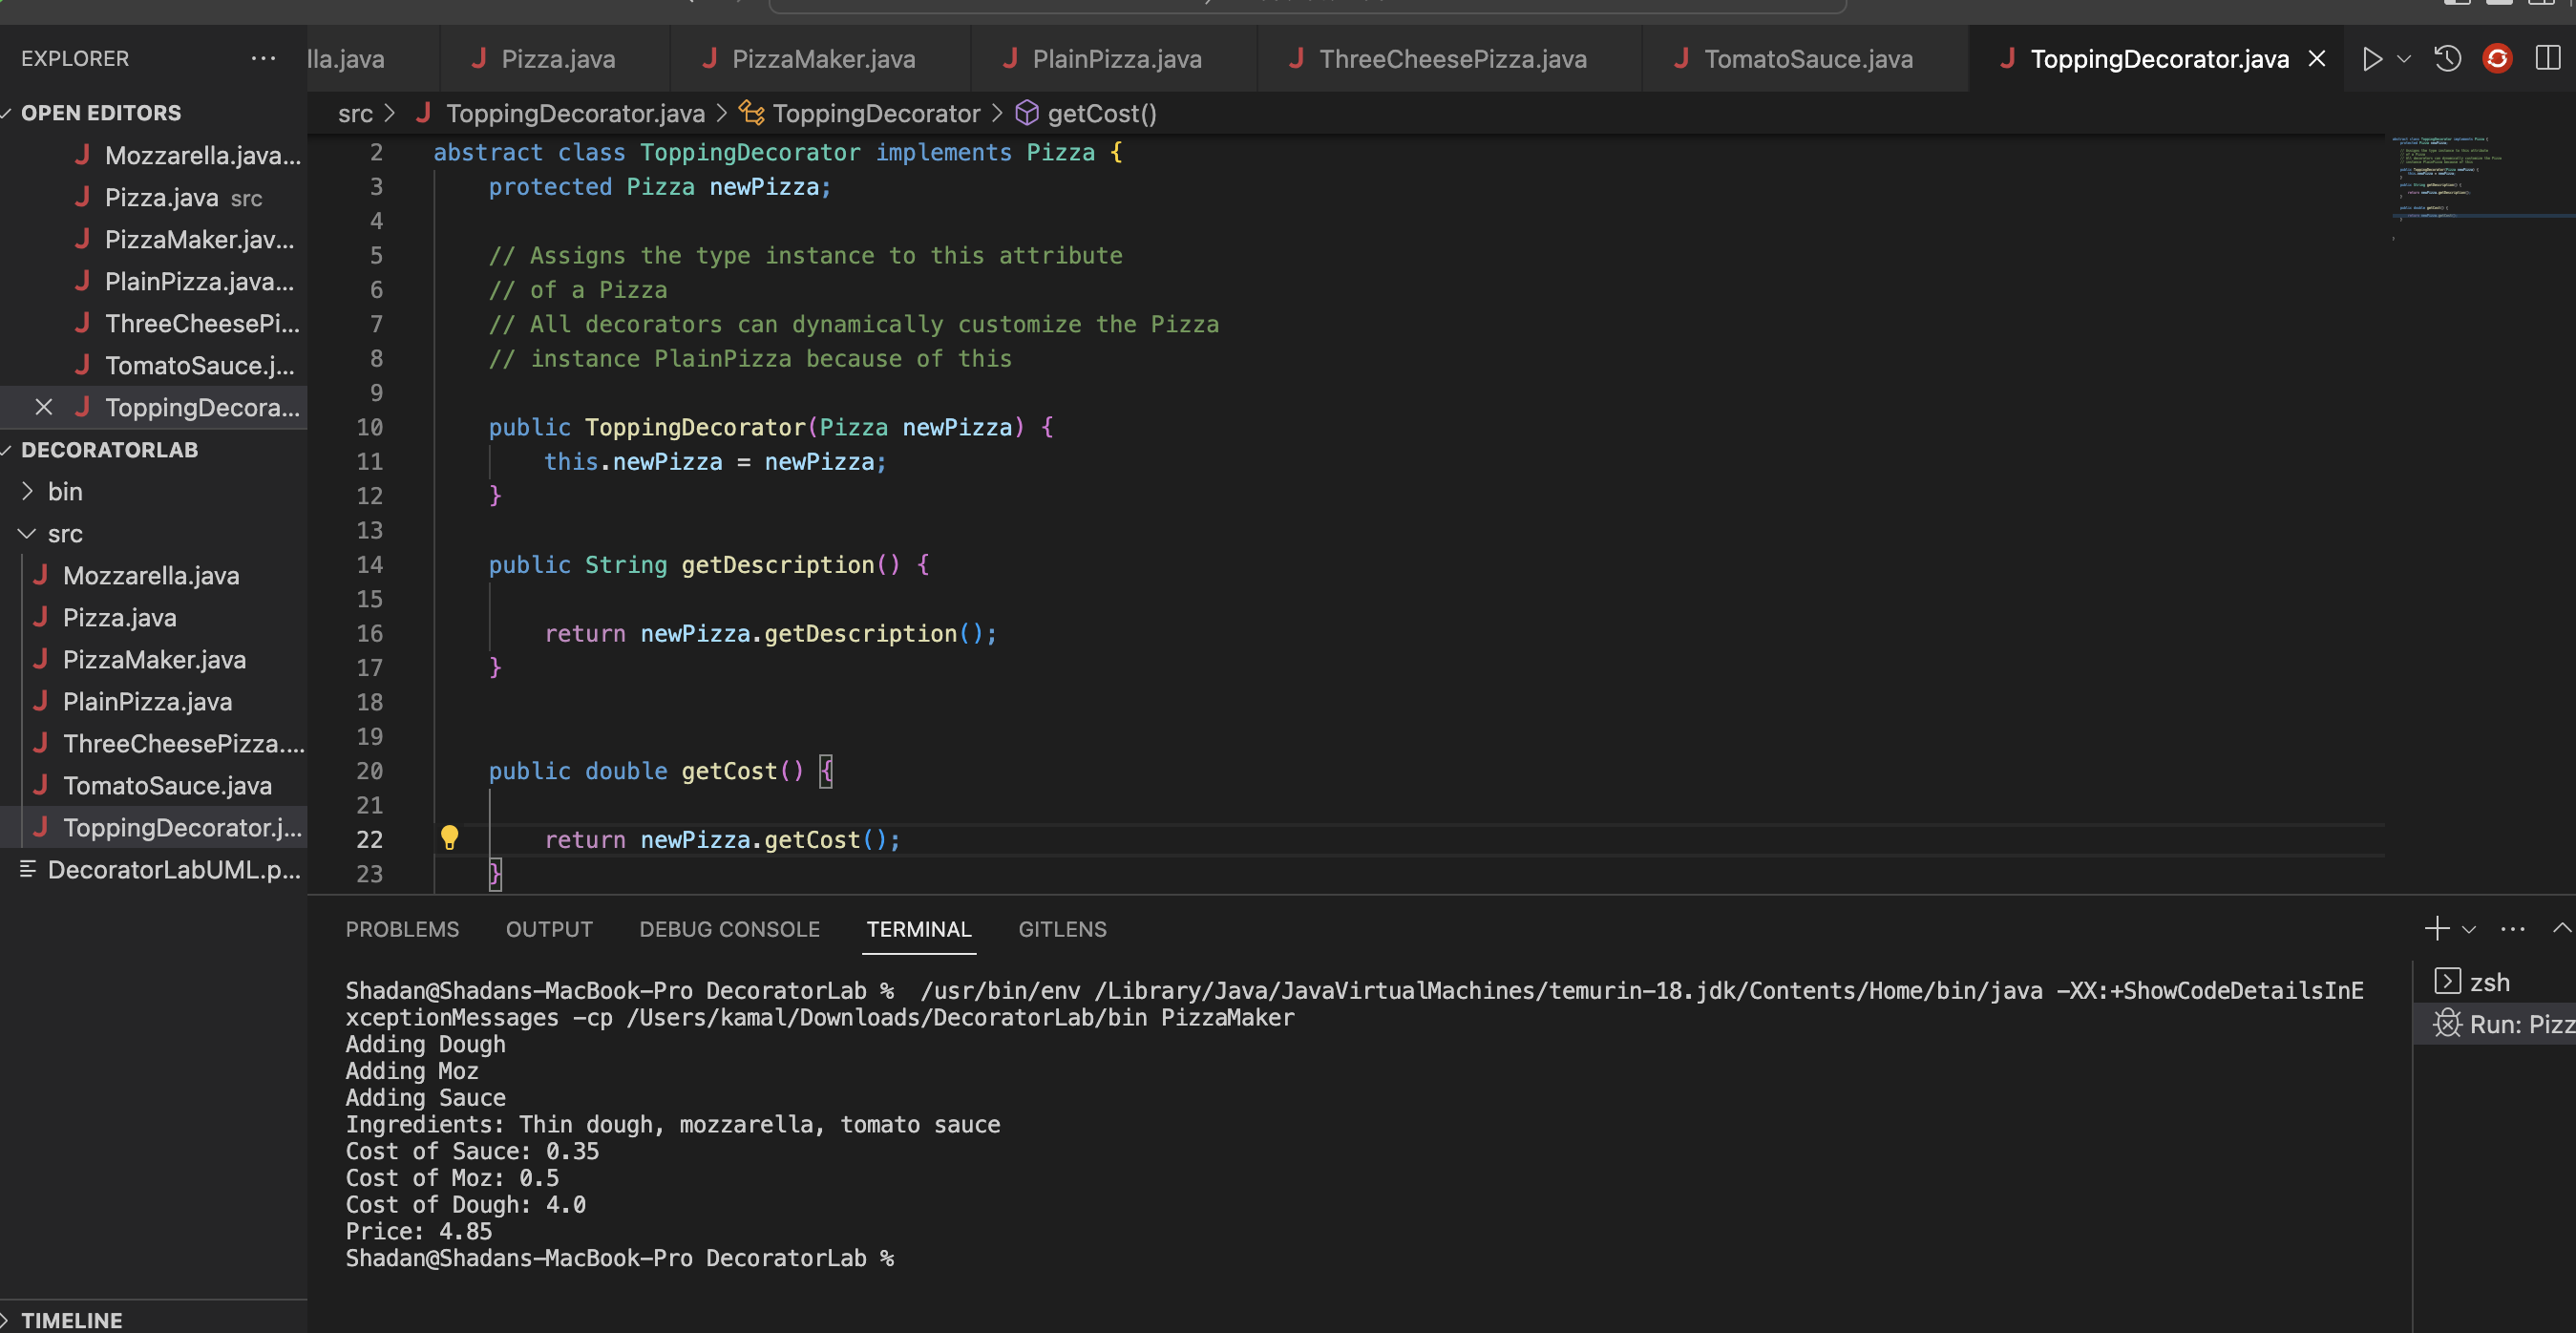 EXPLORER
···
OPEN EDITORS
Mozzarella.java...
Pizza.java src
PizzaMaker.jav...
PlainPizza.java...
ThreeCheesePi...
TomatoSauce.j...
ToppingDecora...
DECORATORLAB
bin
src
Mozzarella.java
Pizza.java
PizzaMaker.java
PlainPizza.java
ThreeCheesePizza....
TomatoSauce.java
ToppingDecorator.j...
DecoratorLabUML.p...
TIMELINE
lla.java
Pizza.java
PizzaMaker.java
PlainPizza.java
ThreeCheesePizza.java
TomatoSauce.java
ToppingDecorator.java
src > ToppingDecorator.java > ToppingDecorator > getCost()
2 abstract class ToppingDecorator implements Pizza {
3 protected Pizza newPizza;
4
5 // Assigns the type instance to this attribute
6 // of a Pizza
7 // All decorators can dynamically customize the Pizza
8 // instance PlainPizza because of this
9
10 public ToppingDecorator(Pizza newPizza) {
11 this.newPizza = newPizza;
12 }
13
14 public String getDescription() {
15
16 return newPizza.getDescription();
17 }
18
19
20 public double getCost() {
21
22 return newPizza.getCost();
23 }
PROBLEMS OUTPUT DEBUG CONSOLE TERMINAL GITLENS
Shadan@Shadans-MacBook-Pro DecoratorLab % /usr/bin/env /Library/Java/JavaVirtualMachines/temurin-18.jdk/Contents/Home/bin/java -XX:+ShowCodeDetailsInE
xceptionMessages -cp /Users/kamal/Downloads/DecoratorLab/bin PizzaMaker
Adding Dough
Adding Moz
Adding Sauce
Ingredients: Thin dough, mozzarella, tomato sauce
Cost of Sauce: 0.35
Cost of Moz: 0.5
Cost of Dough: 4.0
Price: 4.85
Shadan@Shadans-MacBook-Pro DecoratorLab %
zsh
Run: Pizz